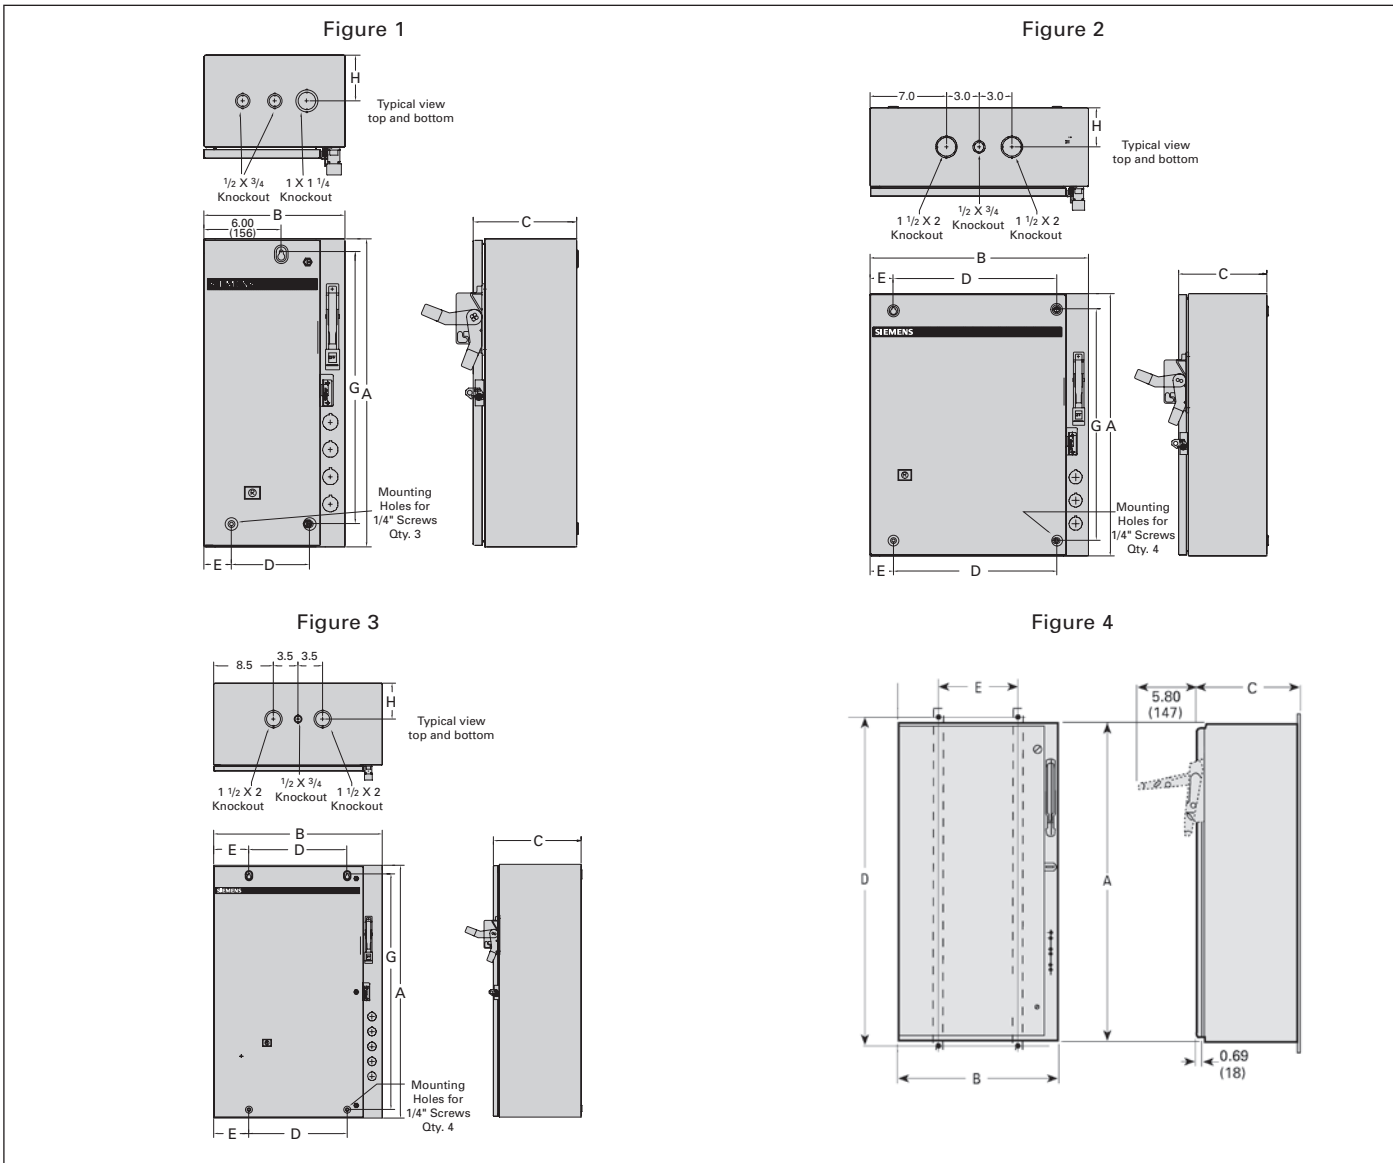 Figure 1
H
Typical view
top and bottom
1/2 X 3/4
Knockout
1 X 1 1/4
Knockout
B
6.00
(156)
C
SIEMENS
G
A
Mounting
Holes for
1/4" Screws
Qty. 3
E
D
Figure 2
7.0
3.0
3.0
H
Typical view
top and bottom
1 1/2 X 2
Knockout
1/2 X 3/4
Knockout
1 1/2 X 2
Knockout
B
E
D
C
SIEMENS
G
A
Mounting
Holes for
1/4" Screws
Qty. 4
E
D
Figure 3
8.5
3.5
3.5
H
Typical view
top and bottom
1 1/2 X 2
Knockout
1/2 X 3/4
Knockout
1 1/2 X 2
Knockout
B
E
D
C
SIEMENS
G
A
Mounting
Holes for
1/4" Screws
Qty. 4
E
D
Figure 4
E
5.80
(147)
C
D
A
B
0.69
(18)